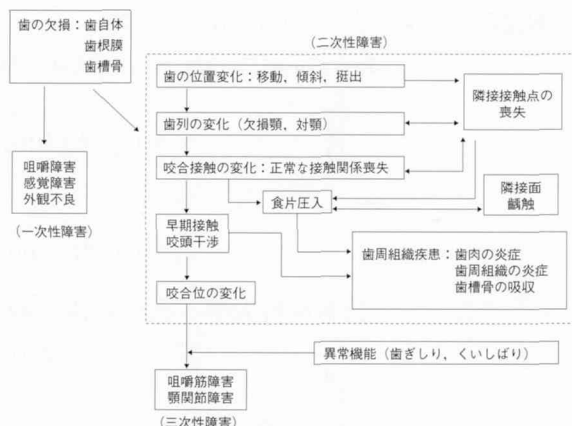 歯の欠損：歯自体
歯根膜
歯槽骨
（二次性障害）
歯の位置変化：移動，傾斜，挺出
隣接接触点の
喪失
歯列の変化（欠損顎，対顎）
咬合接触の変化：正常な接触関係喪失
咀嚼障害
感覚障害
外観不良
（一次性障害）
食片圧入
隣接面
齲触
早期接触
咬頭干渉
歯周組織疾患：歯肉の炎症
歯周組織の炎症
歯槽骨の吸収
咬合位の変化
異常機能（歯ぎしり，くいしばり）
咀嚼筋障害
顎関節障害
（三次性障害）